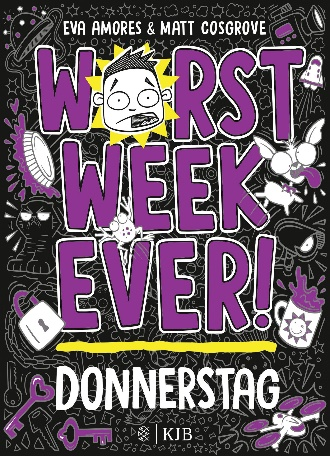 EVA AMORES & MATT COSGROVE
WORST
WEEK
EVER!
DONNERSTAG
KJB